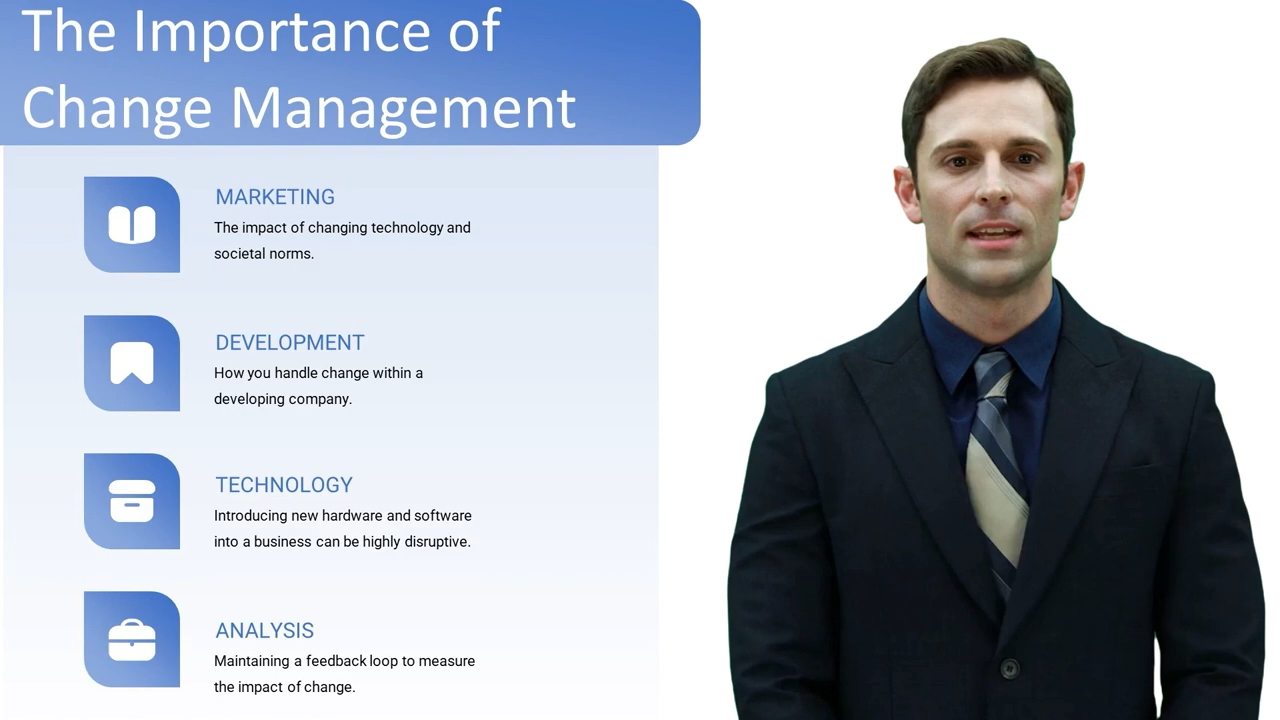 The Importance of
Change Management
MARKETING
The impact of changing technology and
societal norms.
DEVELOPMENT
How you handle change within a
developing company.
TECHNOLOGY
Introducing new hardware and software
into a business can be highly disruptive.
ANALYSIS
Maintaining a feedback loop to measure
the impact of change.